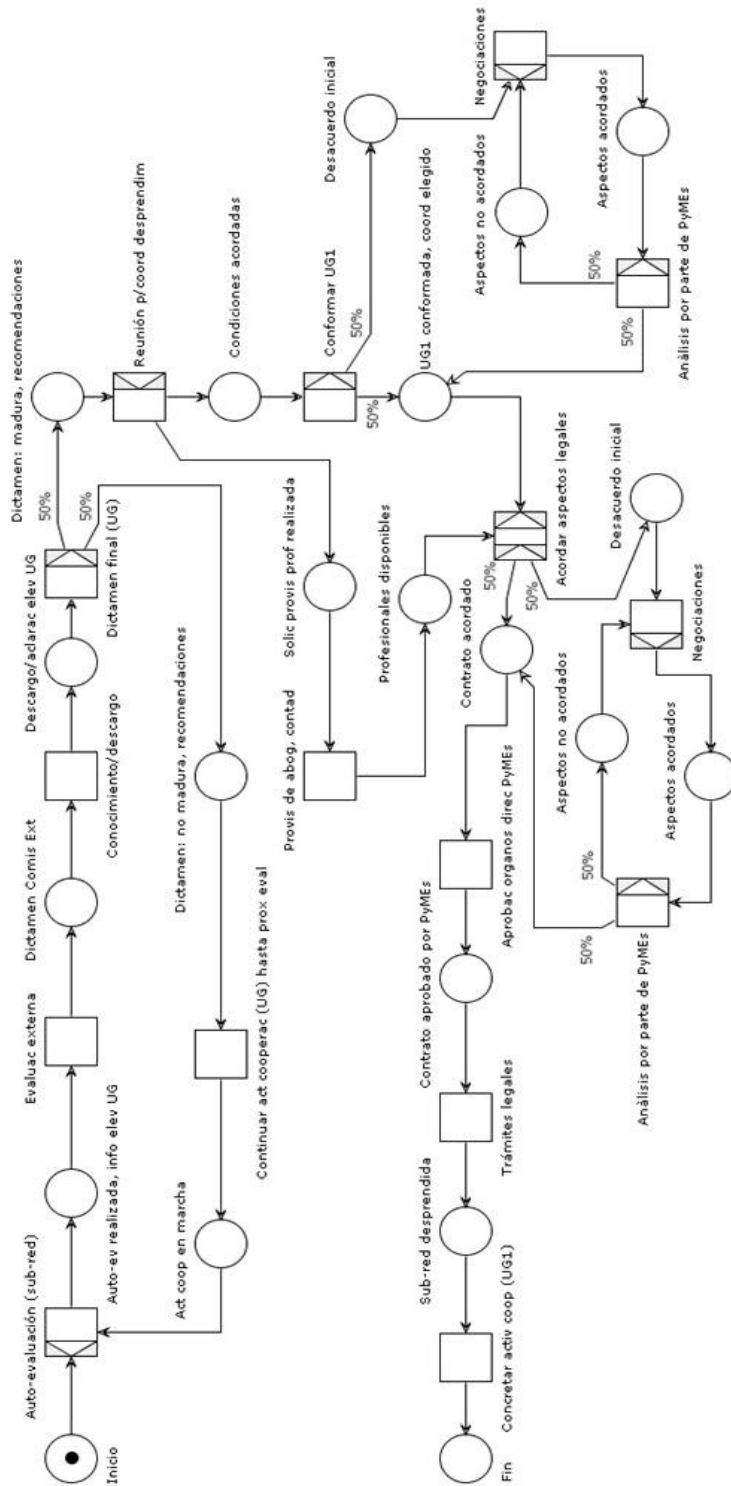 Inicio
Auto-evaluación (sub-red)
Auto-ev realizada, info elev UG
Evaluac externa
Dictamen Comis Ext
Conocimiento/descargo
Descargo/aclarac elev UG
Dictamen final (UG)
50%
50%
Dictamen: madura, recomendaciones
Act coop en marcha
Continuar act cooperac (UG) hasta prox eval
Dictamen: no madura, recomendaciones
Reunión p/coord desprendim
Condiciones acordadas
Solic provis prof realizada
Conformar UG1
50%
50%
Provis de abog, contad
Profesionales disponibles
UG1 conformada, coord elegido
Desacuerdo inicial
Negociaciones
Aspectos no acordados
Aspectos acordados
50%
50%
Anàlisis por parte de PyMEs
Acordar aspectos legales
50%
50%
Contrato acordado
Desacuerdo inicial
Negociaciones
Aspectos no acordados
Aspectos acordados
50%
50%
Anàlisis por parte de PyMEs
Aprobac organos direc PyMEs
Contrato aprobado por PyMEs
Trámites legales
Sub-red desprendida
Concretar activ coop (UG1)
Fin